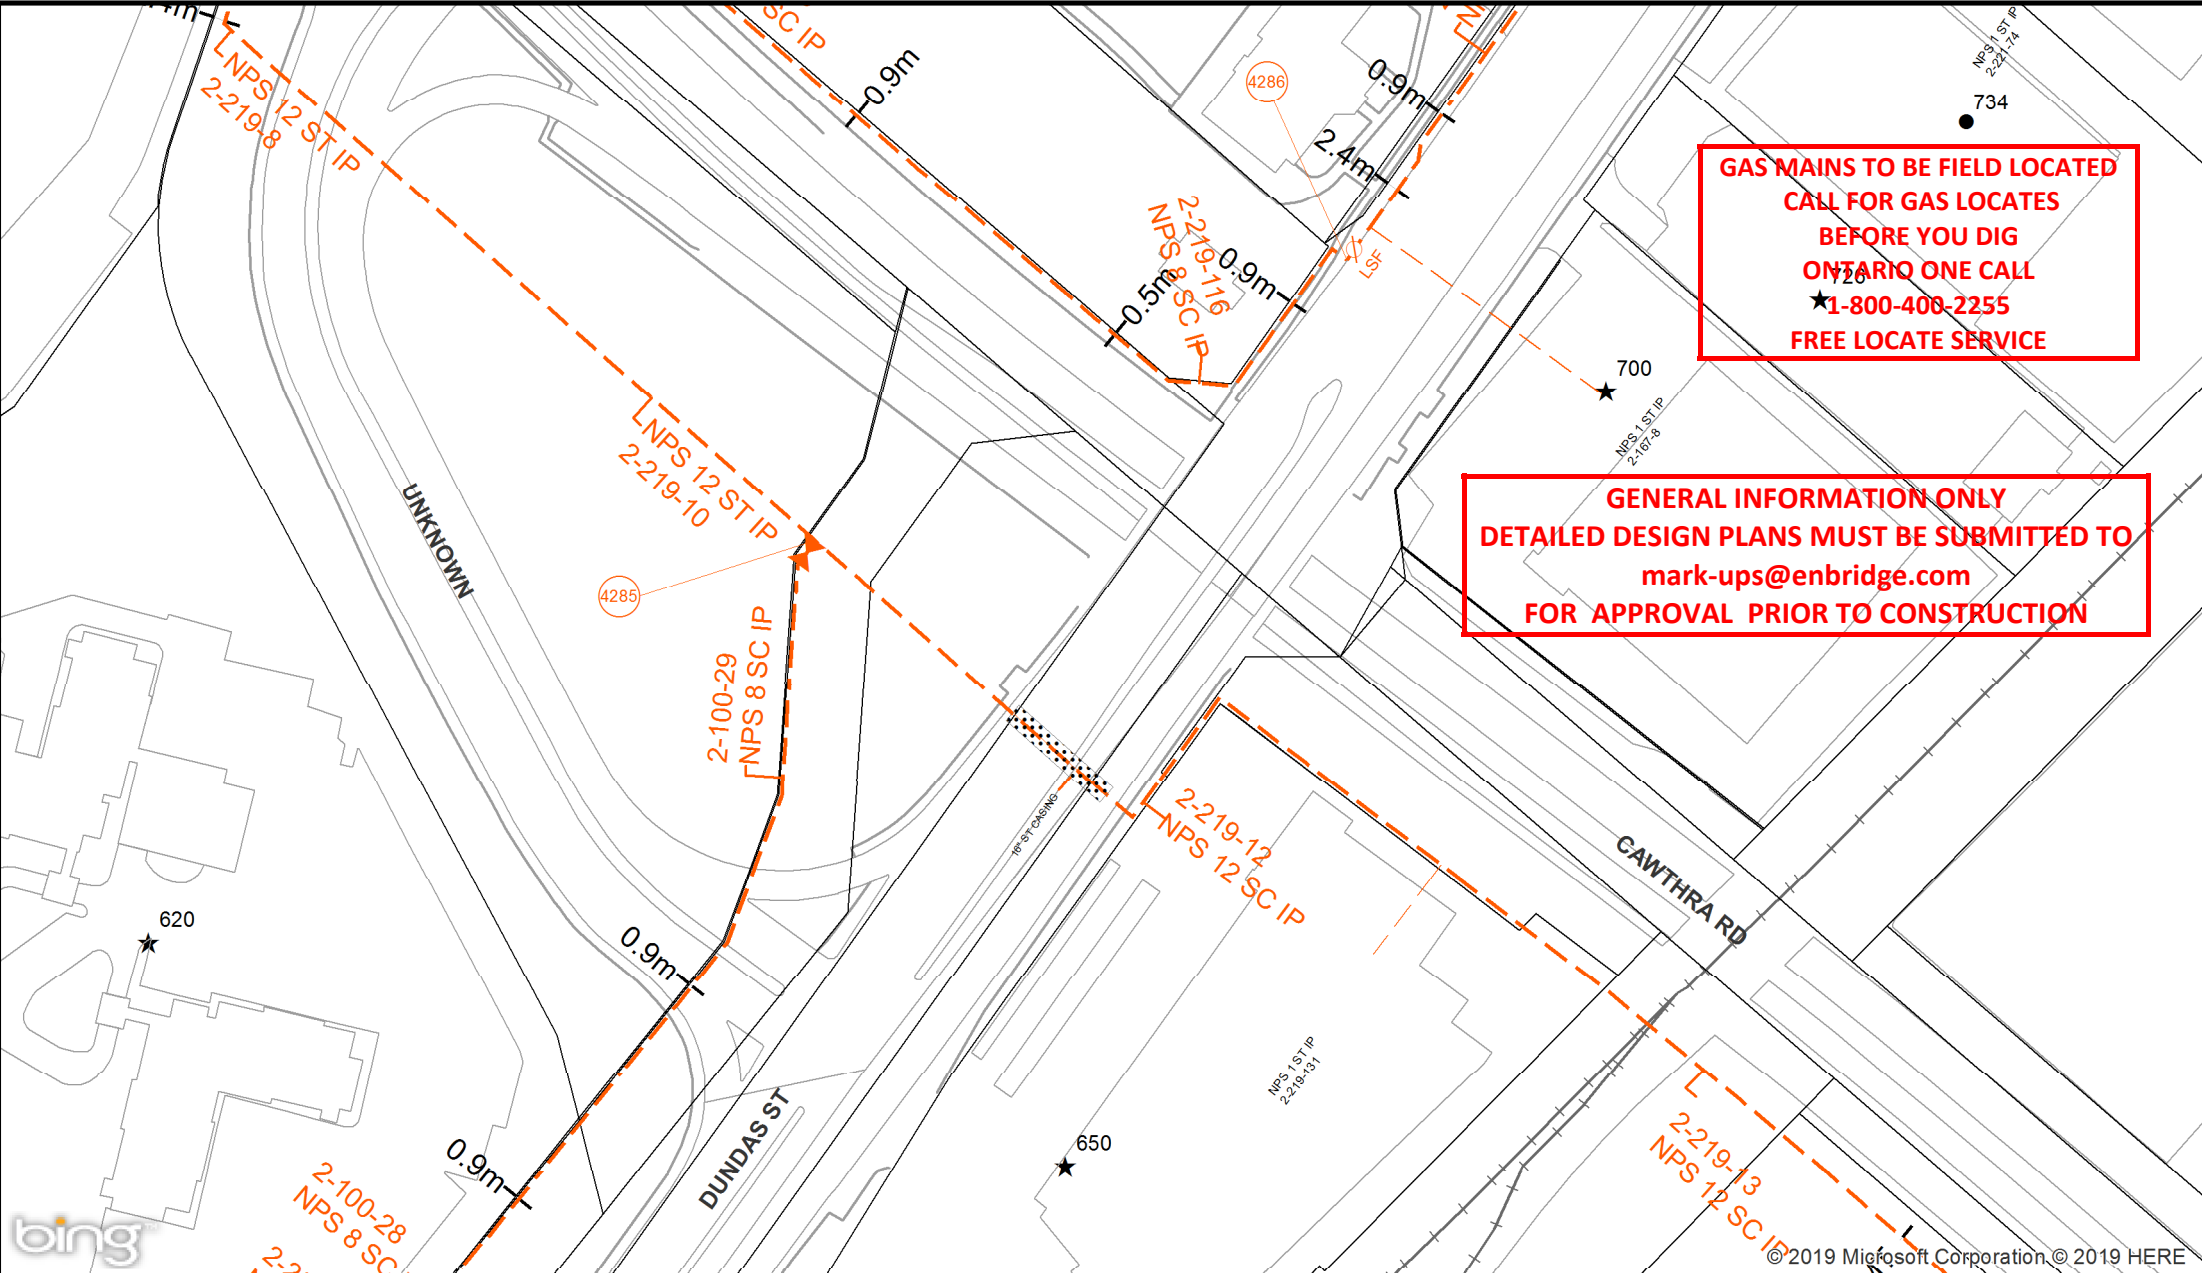 SC IP
NPS 1 ST IP
2-221-74
734
4286
0.9m
0.9m
2.4m
NPS 12 ST IP
2-219-8
GAS MAINS TO BE FIELD LOCATED
CALL FOR GAS LOCATES
BEFORE YOU DIG
ONTARIO ONE CALL
726
1-800-400-2255
FREE LOCATE SERVICE
2-219-116
NPS 8 SC IP
0.9m
0.5m
LSF
700
NPS 1 ST IP
2-167-8
NPS 12 ST IP
2-219-10
UNKNOWN
GENERAL INFORMATION ONLY
DETAILED DESIGN PLANS MUST BE SUBMITTED TO
mark-ups@enbridge.com
FOR APPROVAL PRIOR TO CONSTRUCTION
4285
2-100-29
NPS 8 SC IP
16" ST CASING
2-219-12
NPS 12 SC IP
CAWTHRA RD
620
0.9m
NPS 1 ST IP
2-219-131
DUNDAS ST
650
0.9m
2-100-28
NPS 8 SC
2-219-13
NPS 12 SC IP
bing
© 2019 Microsoft Corporation © 2019 HERE